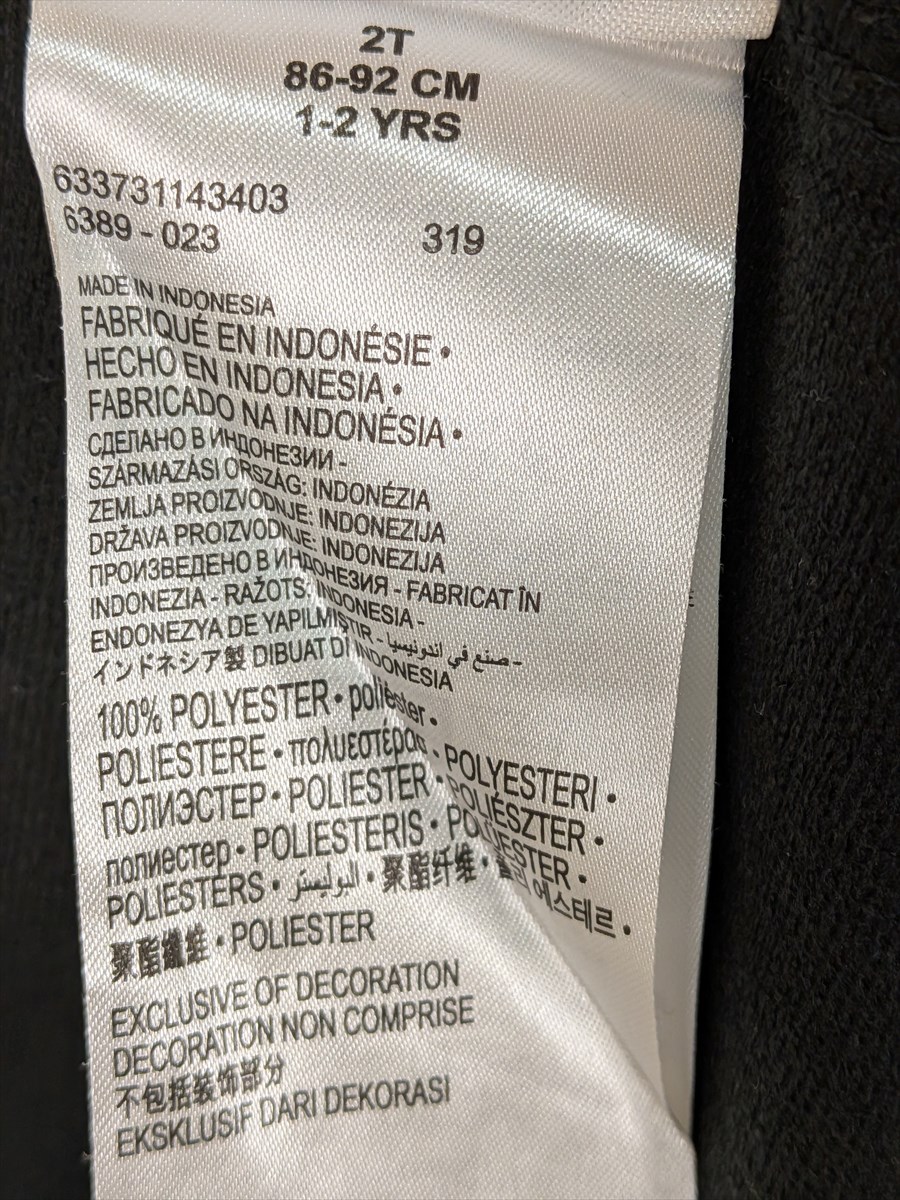 2T
86-92 CM
1-2 YRS
633731143403
6389 - 023 319
MADE IN INDONESIA
FABRIQUÉ EN INDONÉSIE •
HECHO EN INDONESIA •
FABRICADO NA INDONÉSIA •
СДЕЛАНО В ИНДОНЕЗИИ -
SZÁRMAZÁSI ORSZÁG: INDONÉZIA
ZEMLJA PROIZVODNJE: INDONEZIJA
DRŽAVA PROIZVODNJE: INDONEZIJA
ПРОИЗВЕДЕНО В ИНДОНЕЗИЯ - FABRICAT ÎN
INDONEZIA - RAŽOTS: INDONESIA -
ENDONEZYA DE YAPILMIŞTIR - صنع في اندونيسيا -
インドネシア製 DIBUAT DI INDONESIA
100% POLYESTER • poliéster •
POLIESTERE • πολυεστέρας • POLYESTERI •
ПОЛИЭСТЕР • POLIESTER • POLIÉSZTER •
полиестер • POLIESTERIS • POLIESTER •
POLIESTERS • البوليستر • 聚酯纤维 • 폴리 에스테르 •
聚酯纖維 • POLIESTER
EXCLUSIVE OF DECORATION
DECORATION NON COMPRISE
不包括装饰部分
EKSKLUSIF DARI DEKORASI